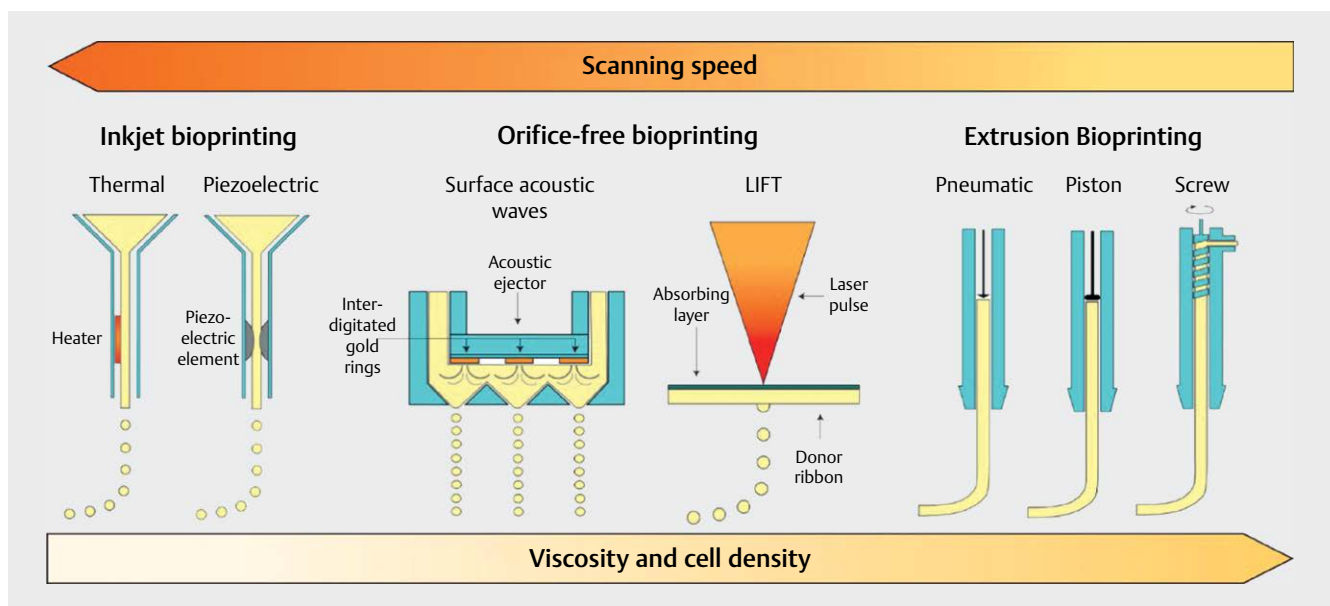 Scanning speed
Inkjet bioprinting
Orifice-free bioprinting
Extrusion Bioprinting
Thermal
Piezoelectric
Surface acoustic
waves
LIFT
Pneumatic
Piston
Screw
Heater
Piezo-
electric
element
Inter-
digitated
gold
rings
Acoustic
ejector
Absorbing
layer
Laser
pulse
Donor
ribbon
Viscosity and cell density